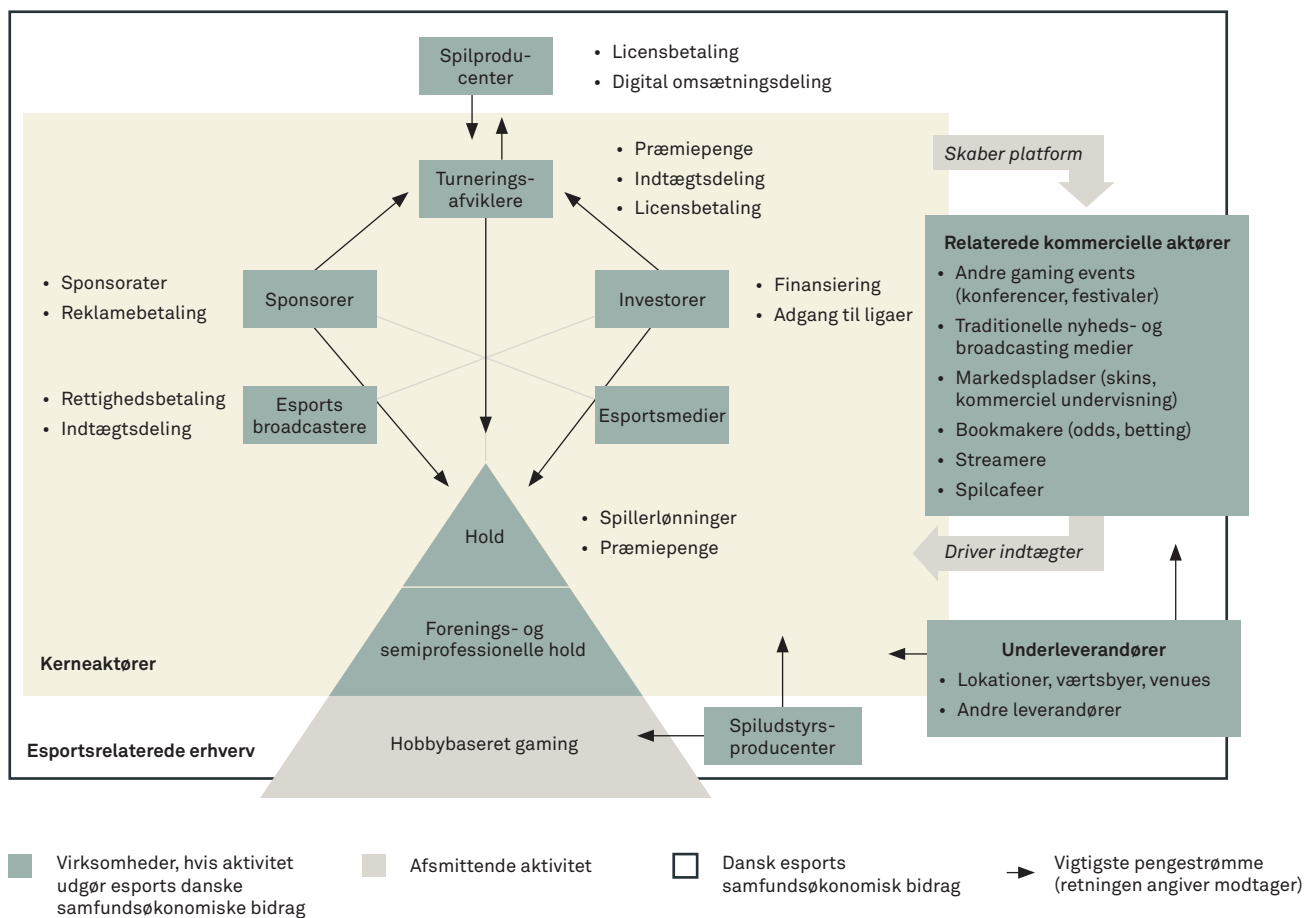 Spilprodu-
center
• Licensbetaling
• Digital omsætningsdeling
Turnerings-
afviklere
• Præmiepenge
• Indtægtsdeling
• Licensbetaling
Skaber platform
• Sponsorater
• Reklamebetaling
Sponsorer
Investorer
• Finansiering
• Adgang til ligaer
• Rettighedsbetaling
• Indtægtsdeling
Esports
broadcastere
Esportsmedier
Relaterede kommercielle aktører
• Andre gaming events
(konferencer, festivaler)
• Traditionelle nyheds- og
broadcasting medier
• Markedspladser (skins,
kommerciel undervisning)
• Bookmakere (odds, betting)
• Streamere
• Spilcafeer
Hold
• Spillerlønninger
• Præmiepenge
Driver indtægter
Forenings- og
semiprofessionelle hold
Kerneaktører
Underleverandører
• Lokationer, værtsbyer, venues
• Andre leverandører
Esportsrelaterede erhverv
Hobbybaseret gaming
Spiludstyrs-
producenter
Virksomheder, hvis aktivitet
udgør esports danske
samfundsøkonomiske bidrag
Afsmittende aktivitet
Dansk esports
samfundsøkonomisk bidrag
Vigtigste pengestrømme
(retningen angiver modtager)